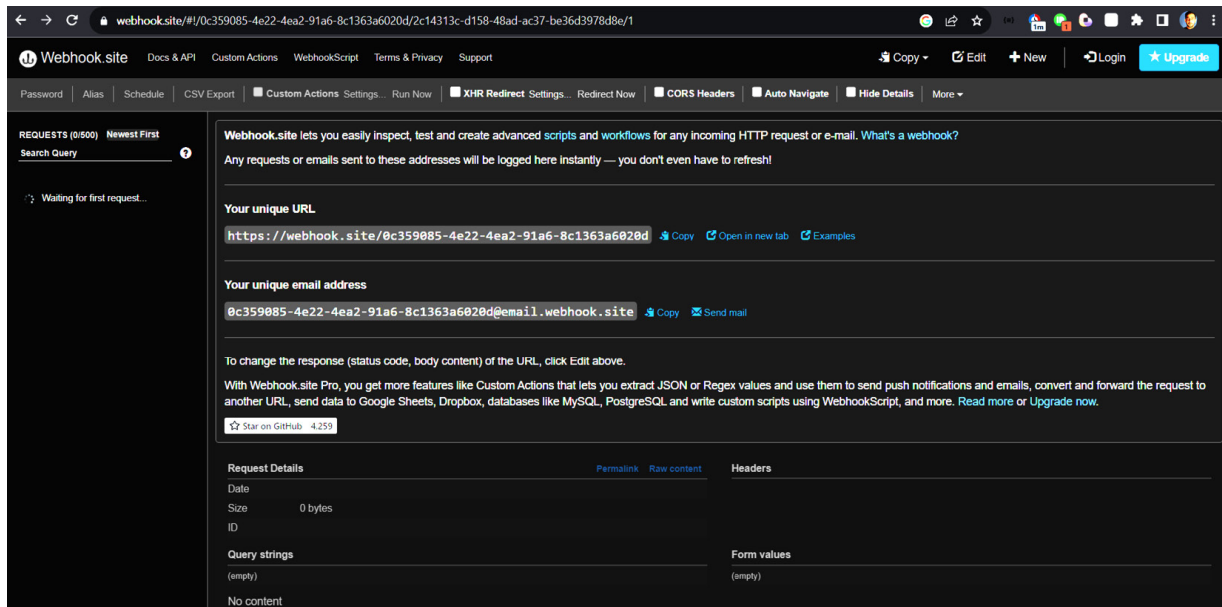 webhook.site/#!/0c359085-4e22-4ea2-91a6-8c1363a6020d/2c14313c-d158-48ad-ac37-be36d3978d8e/1
1m
1
Webhook.site Docs & API Custom Actions WebhookScript Terms & Privacy Support Copy Edit New Login Upgrade
Password Alias Schedule CSV Export Custom Actions Settings... Run Now XHR Redirect Settings... Redirect Now CORS Headers Auto Navigate Hide Details More
REQUESTS (0/500) Newest First
Search Query
Waiting for first request...
Webhook.site lets you easily inspect, test and create advanced scripts and workflows for any incoming HTTP request or e-mail. What's a webhook?
Any requests or emails sent to these addresses will be logged here instantly — you don't even have to refresh!
Your unique URL
https://webhook.site/0c359085-4e22-4ea2-91a6-8c1363a6020d Copy Open in new tab Examples
Your unique email address
0c359085-4e22-4ea2-91a6-8c1363a6020d@email.webhook.site Copy Send mail
To change the response (status code, body content) of the URL, click Edit above.
With Webhook.site Pro, you get more features like Custom Actions that lets you extract JSON or Regex values and use them to send push notifications and emails, convert and forward the request to
another URL, send data to Google Sheets, Dropbox, databases like MySQL, PostgreSQL and write custom scripts using WebhookScript, and more. Read more or Upgrade now.
Star on GitHub 4.259
Request Details Permalink Raw content Headers
Date
Size 0 bytes
ID
Query strings Form values
(empty) (empty)
No content